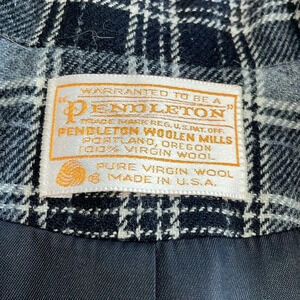 WARRANTED TO BE A
"PENDLETON"
TRADE MARK REG. U.S. PAT. OFF.
PENDLETON WOOLEN MILLS
PORTLAND, OREGON
100% VIRGIN WOOL
PURE VIRGIN WOOL
MADE IN U.S.A.